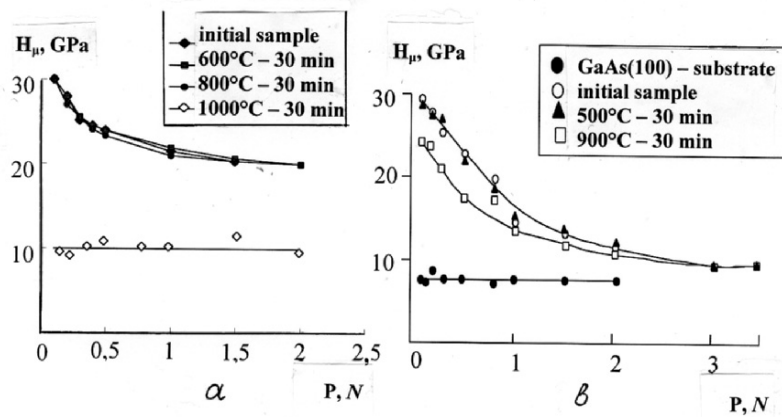 Hμ, GPa
initial sample
600°C – 30 min
800°C – 30 min
1000°C – 30 min
30
20
10
0
0,5
1
1,5
2
2,5
P, N
a
Hμ, GPa
GaAs(100) – substrate
initial sample
500°C – 30 min
900°C – 30 min
30
20
10
0
1
2
3
P, N
в